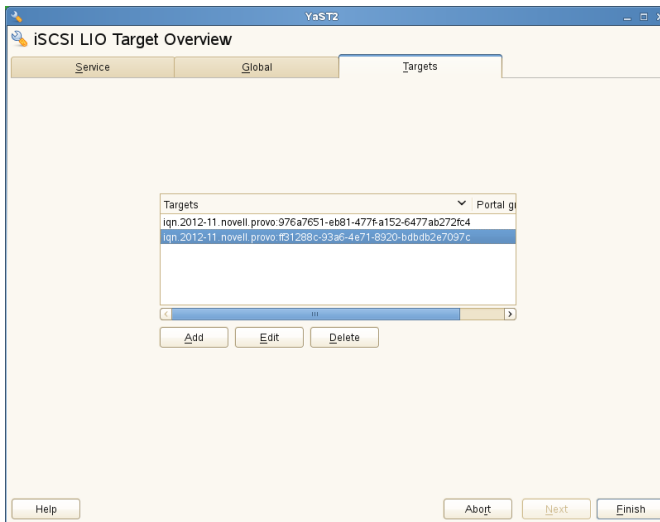 YaST2
iSCSI LIO Target Overview
Service Global Targets
Targets Portal
iqn.2012-11.novell.provo:976a7651-eb81-477f-a152-6477ab272fc4
iqn.2012-11.novell.provo:ff31288c-93a6-4e71-8920-bdbdb2e7097c
Add Edit Delete
Help Abort Next Finish